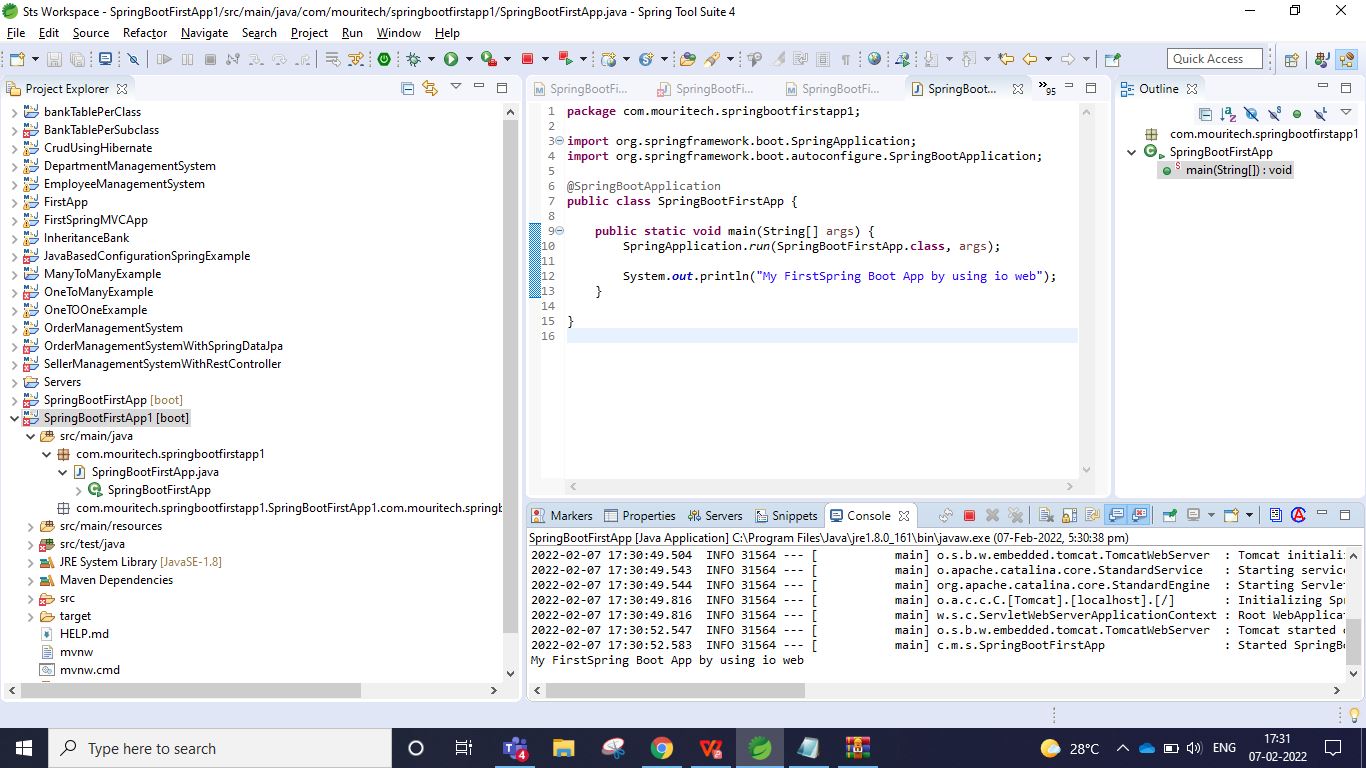 Sts Workspace - SpringBootFirstApp1/src/main/java/com/mouritech/springbootfirstapp1/SpringBootFirstApp.java - Spring Tool Suite 4
File Edit Source Refactor Navigate Search Project Run Window Help
Quick Access
Project Explorer
bankTablePerClass
BankTablePerSubclass
CrudUsingHibernate
DepartmentManagementSystem
EmployeeManagementSystem
FirstApp
FirstSpringMVCApp
InheritanceBank
JavaBasedConfigurationSpringExample
ManyToManyExample
OneToManyExample
OneTOOneExample
OrderManagementSystem
OrderManagementSystemWithSpringDataJpa
SellerManagementSystemWithRestController
Servers
SpringBootFirstApp [boot]
SpringBootFirstApp1 [boot]
src/main/java
com.mouritech.springbootfirstapp1
SpringBootFirstApp.java
SpringBootFirstApp
com.mouritech.springbootfirstapp1.SpringBootFirstApp1.com.mouritech.springb
src/main/resources
src/test/java
JRE System Library [JavaSE-1.8]
Maven Dependencies
src
target
HELP.md
mvnw
mvnw.cmd
SpringBootFi... SpringBootFi... SpringBootFi... SpringBoot... »95
1 package com.mouritech.springbootfirstapp1;
2
3 import org.springframework.boot.SpringApplication;
4 import org.springframework.boot.autoconfigure.SpringBootApplication;
5
6 @SpringBootApplication
7 public class SpringBootFirstApp {
8
9 public static void main(String[] args) {
10 SpringApplication.run(SpringBootFirstApp.class, args);
11
12 System.out.println("My FirstSpring Boot App by using io web");
13 }
14
15 }
16
Outline
com.mouritech.springbootfirstapp1
SpringBootFirstApp
main(String[]) : void
Markers Properties Servers Snippets Console
SpringBootFirstApp [Java Application] C:\Program Files\Java\jre1.8.0_161\bin\javaw.exe (07-Feb-2022, 5:30:38 pm)
2022-02-07 17:30:49.504 INFO 31564 --- [ main] o.s.b.w.embedded.tomcat.TomcatWebServer : Tomcat initiali
2022-02-07 17:30:49.543 INFO 31564 --- [ main] o.apache.catalina.core.StandardService : Starting servic
2022-02-07 17:30:49.544 INFO 31564 --- [ main] org.apache.catalina.core.StandardEngine : Starting Servle
2022-02-07 17:30:49.816 INFO 31564 --- [ main] o.a.c.c.C.[Tomcat].[localhost].[/] : Initializing Spr
2022-02-07 17:30:49.816 INFO 31564 --- [ main] w.s.c.ServletWebServerApplicationContext : Root WebApplica
2022-02-07 17:30:52.547 INFO 31564 --- [ main] o.s.b.w.embedded.tomcat.TomcatWebServer : Tomcat started
2022-02-07 17:30:52.583 INFO 31564 --- [ main] c.m.s.SpringBootFirstApp : Started SpringB
My FirstSpring Boot App by using io web
Type here to search
4
28°C
ENG
17:31
07-02-2022